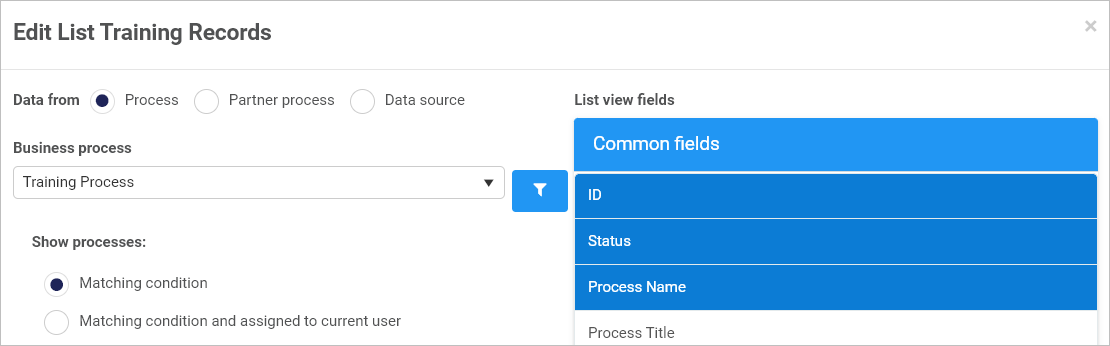 Edit List Training Records
×
Data from Process Partner process Data source
Business process
Training Process
Show processes:
Matching condition
Matching condition and assigned to current user
List view fields
Common fields
ID
Status
Process Name
Process Title